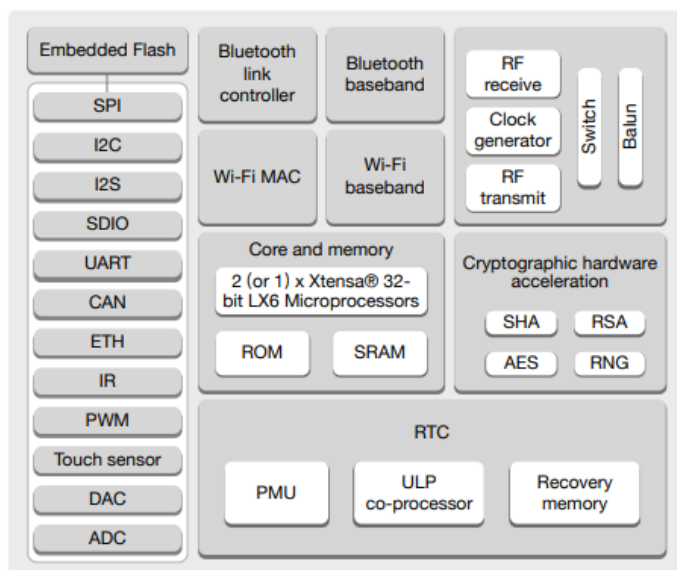 Embedded Flash
SPI
I2C
I2S
SDIO
UART
CAN
ETH
IR
PWM
Touch sensor
DAC
ADC
Bluetooth
link
controller
Bluetooth
baseband
Wi-Fi MAC
Wi-Fi
baseband
RF
receive
Clock
generator
RF
transmit
Switch
Balun
Core and memory
2 (or 1) x Xtensa® 32-
bit LX6 Microprocessors
ROM
SRAM
Cryptographic hardware
acceleration
SHA
RSA
AES
RNG
RTC
PMU
ULP
co-processor
Recovery
memory